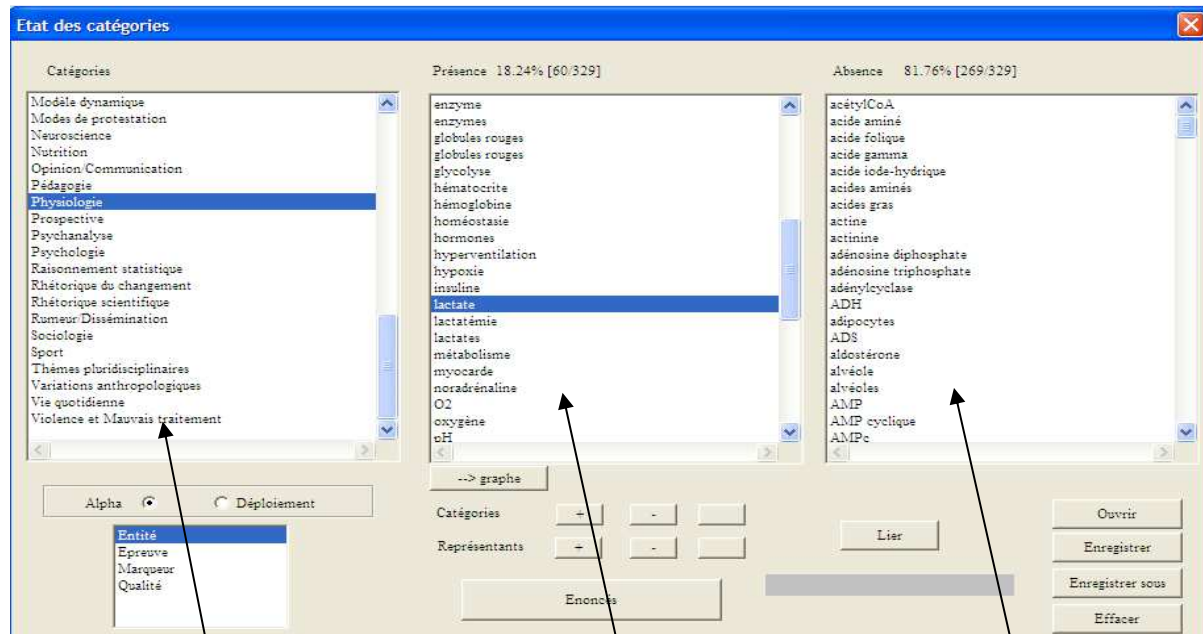 Etat des catégories
Catégories
Présence 18.24% [60/329]
Absence 81.76% [269/329]
Modèle dynamique
Modes de protestation
Neuroscience
Nutrition
Opinion/Communication
Pédagogie
Physiologie
Prospective
Psychanalyse
Psychologie
Raisonnement statistique
Rhétorique du changement
Rhétorique scientifique
Rumeur/Dissémination
Sociologie
Sport
Thèmes pluridisciplinaires
Variations anthropologiques
Vie quotidienne
Violence et Mauvais traitement
enzyme
enzymes
globules rouges
globules rouges
glycolyse
hématocrite
hémoglobine
homéostasie
hormones
hyperventilation
hypoxie
insuline
lactate
lactatémie
lactates
métabolisme
myocarde
noradrénaline
O2
oxygène
pH
acétylCoA
acide aminé
acide folique
acide gamma
acide iode-hydrique
acides aminés
acides gras
actine
actinine
adénosine diphosphate
adénosine triphosphate
adénylcyclase
ADH
adipocytes
ADS
aldostérone
alvéole
alvéoles
AMP
AMP cyclique
AMPc
--> graphe
Alpha
Déploiement
Entité
Epreuve
Marqueur
Qualité
Catégories + -
Représentants + -
Enoncés
Lier
Ouvrir
Enregistrer
Enregistrer sous
Effacer